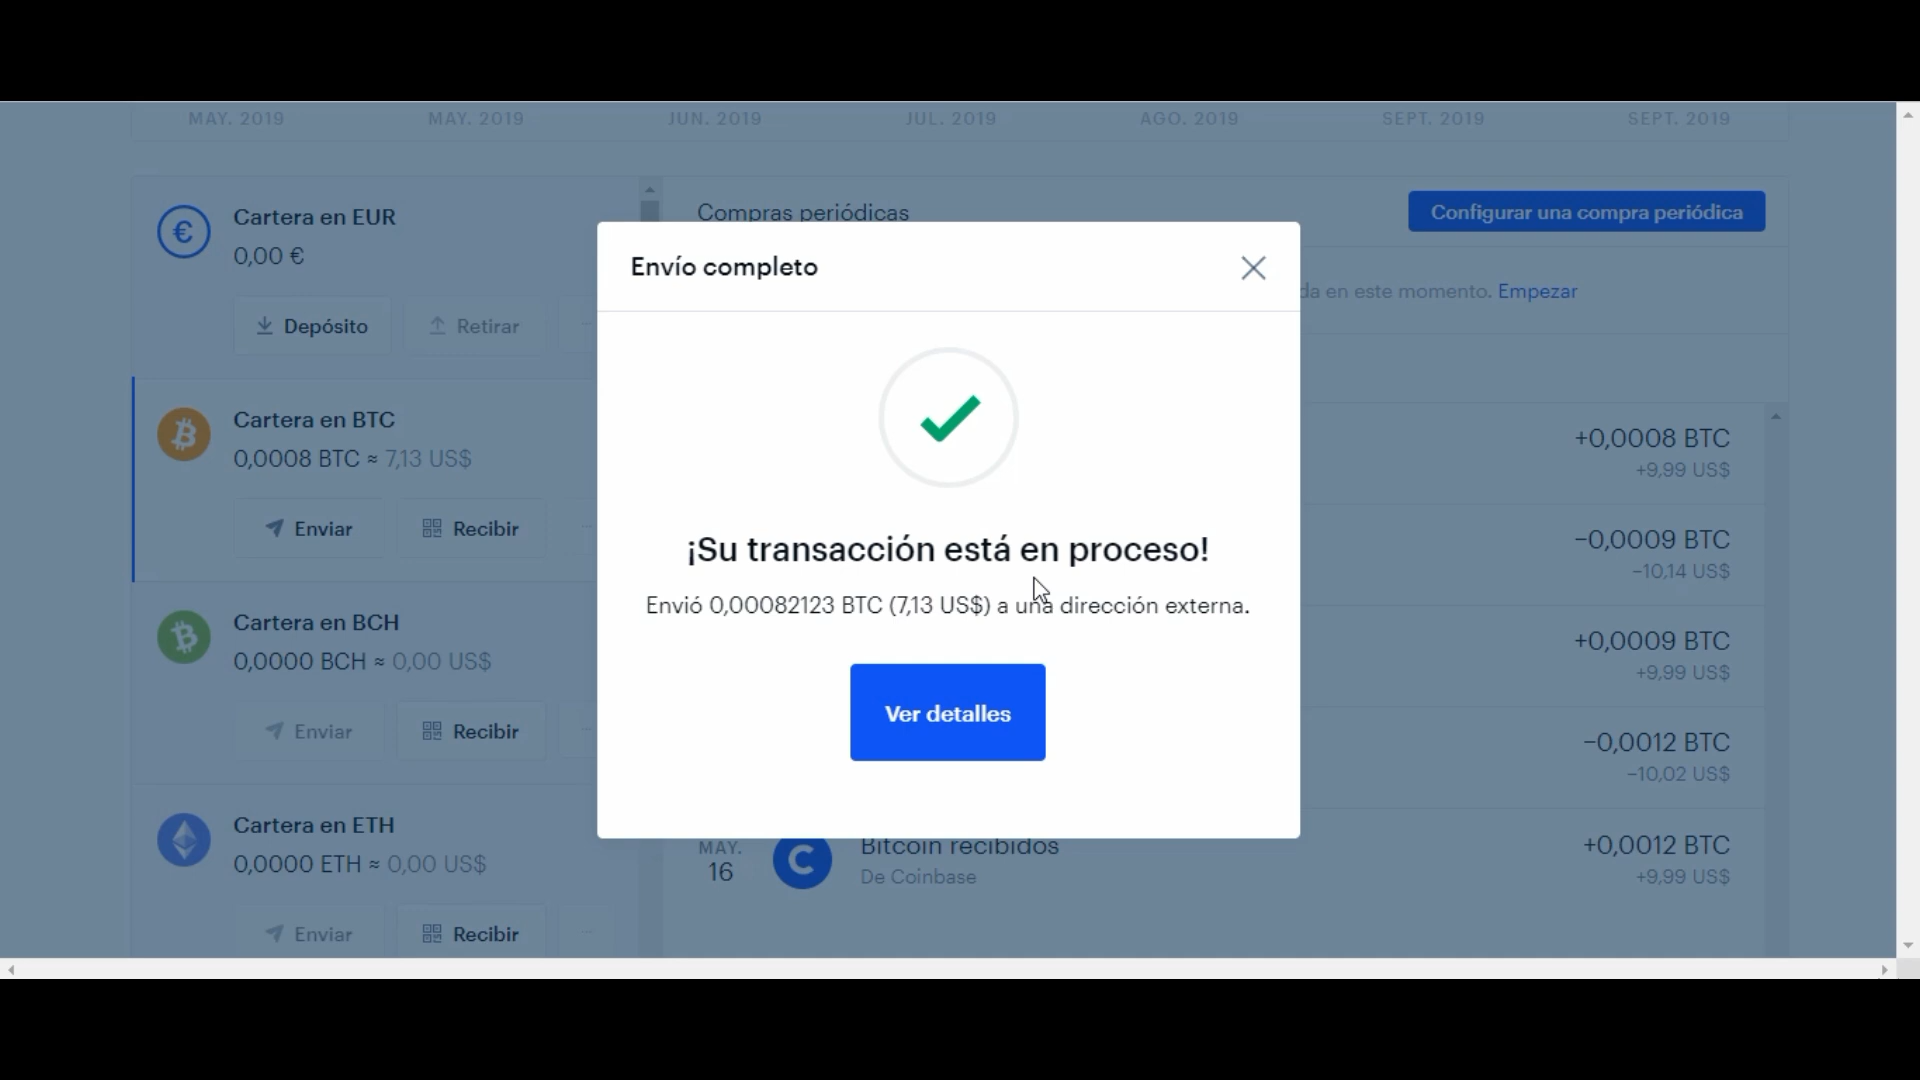 MAY. 2019 MAY. 2019 JUN. 2019 JUL. 2019 AGO. 2019 SEPT. 2019 SEPT. 2019
Cartera en EUR
0,00 €
Depósito Retirar
Cartera en BTC
0,0008 BTC ≈ 7,13 US$
Enviar Recibir
Cartera en BCH
0,0000 BCH ≈ 0,00 US$
Enviar Recibir
Cartera en ETH
0,0000 ETH ≈ 0,00 US$
Enviar Recibir
Compras periódicas Configurar una compra periódica
en este momento. Empezar
Envío completo
¡Su transacción está en proceso!
Envió 0,00082123 BTC (7,13 US$) a una dirección externa.
Ver detalles
+0,0008 BTC
+9,99 US$
−0,0009 BTC
−10,14 US$
+0,0009 BTC
+9,99 US$
−0,0012 BTC
−10,02 US$
MAY.
16
Bitcoin recibidos
De Coinbase
+0,0012 BTC
+9,99 US$